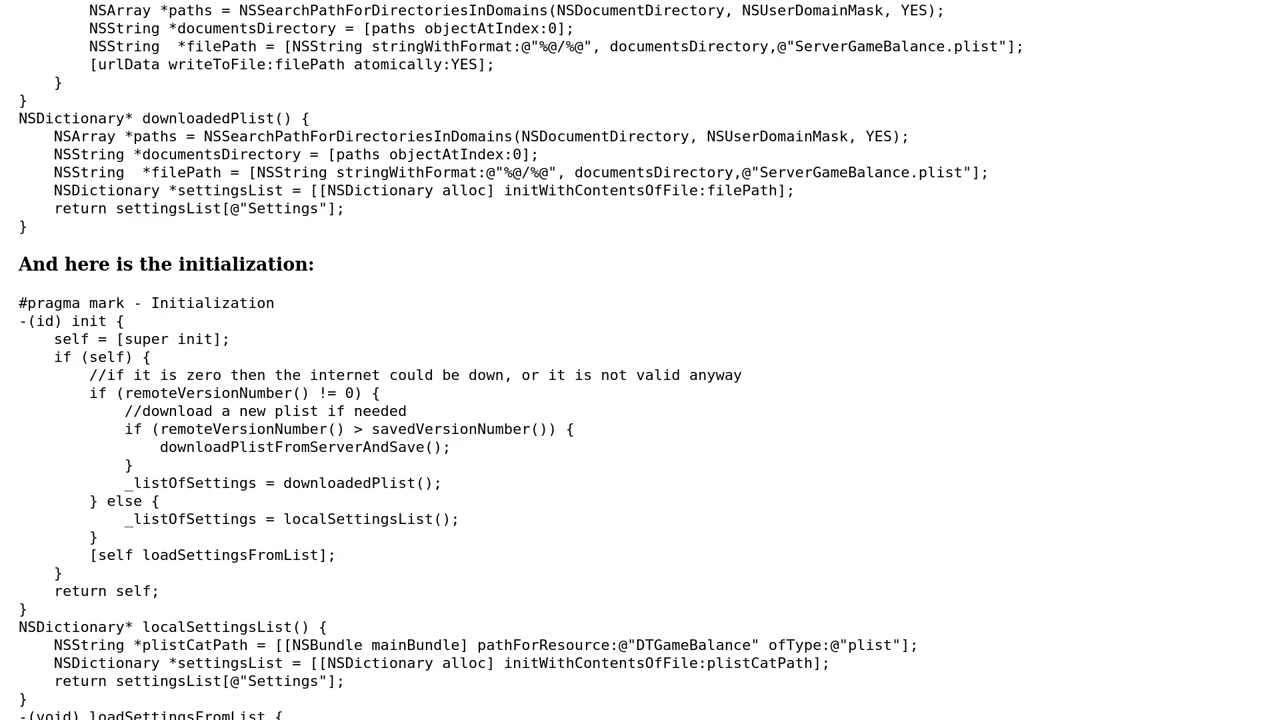 NSArray *paths = NSSearchPathForDirectoriesInDomains(NSDocumentDirectory, NSUserDomainMask, YES);
NSString *documentsDirectory = [paths objectAtIndex:0];
NSString  *filePath = [NSString stringWithFormat:@"%@/%@", documentsDirectory,@"ServerGameBalance.plist"];
[urlData writeToFile:filePath atomically:YES];
}
}
NSDictionary* downloadedPlist() {
NSArray *paths = NSSearchPathForDirectoriesInDomains(NSDocumentDirectory, NSUserDomainMask, YES);
NSString *documentsDirectory = [paths objectAtIndex:0];
NSString  *filePath = [NSString stringWithFormat:@"%@/%@", documentsDirectory,@"ServerGameBalance.plist"];
NSDictionary *settingsList = [[NSDictionary alloc] initWithContentsOfFile:filePath];
return settingsList[@"Settings"];
}
And here is the initialization:
#pragma mark - Initialization
-(id) init {
self = [super init];
if (self) {
//if it is zero then the internet could be down, or it is not valid anyway
if (remoteVersionNumber() != 0) {
//download a new plist if needed
if (remoteVersionNumber() > savedVersionNumber()) {
downloadPlistFromServerAndSave();
}
_listOfSettings = downloadedPlist();
} else {
_listOfSettings = localSettingsList();
}
[self loadSettingsFromList];
}
return self;
}
NSDictionary* localSettingsList() {
NSString *plistCatPath = [[NSBundle mainBundle] pathForResource:@"DTGameBalance" ofType:@"plist"];
NSDictionary *settingsList = [[NSDictionary alloc] initWithContentsOfFile:plistCatPath];
return settingsList[@"Settings"];
}
-(void) loadSettingsFromList {